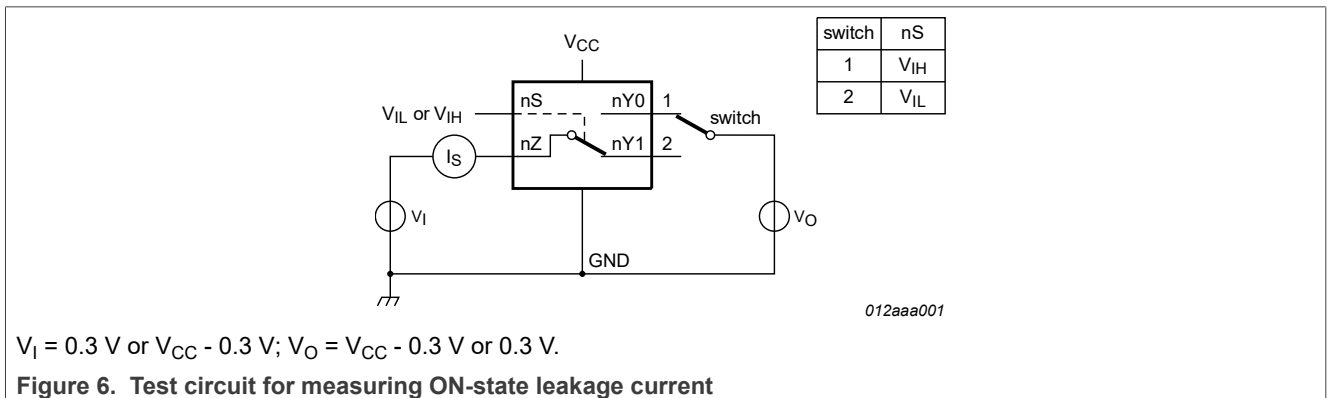 switch nS
1 VIH
2 VIL
VCC
nS nY0 1
switch
VIL or VIH
nZ nY1 2
IS
VI
VO
GND
012aaa001
VI = 0.3 V or VCC - 0.3 V; VO = VCC - 0.3 V or 0.3 V.
Figure 6. Test circuit for measuring ON-state leakage current